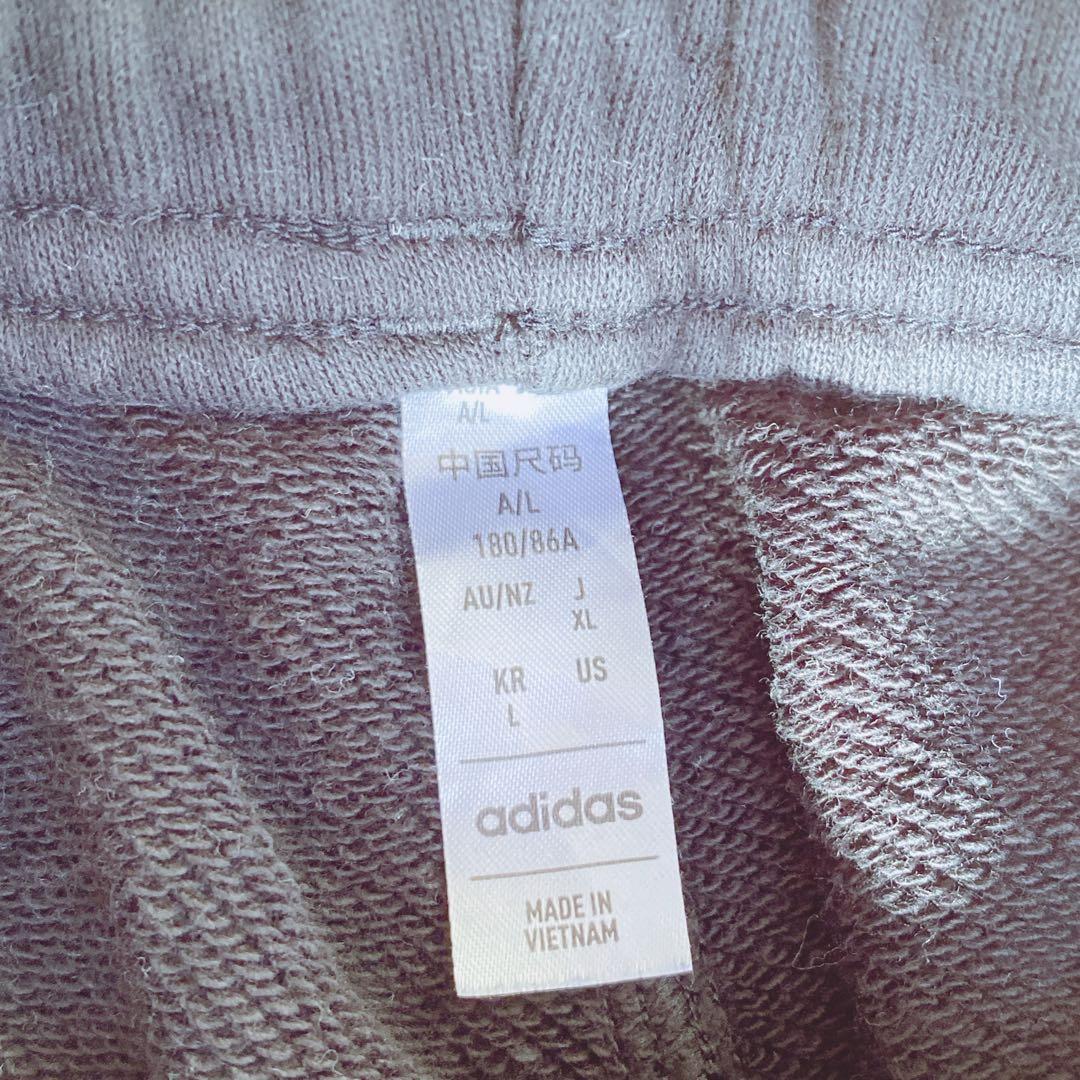 A/L
中国尺码
A/L
180/86A
AU/NZ J
XL
KR US
L
adidas
MADE IN
VIETNAM